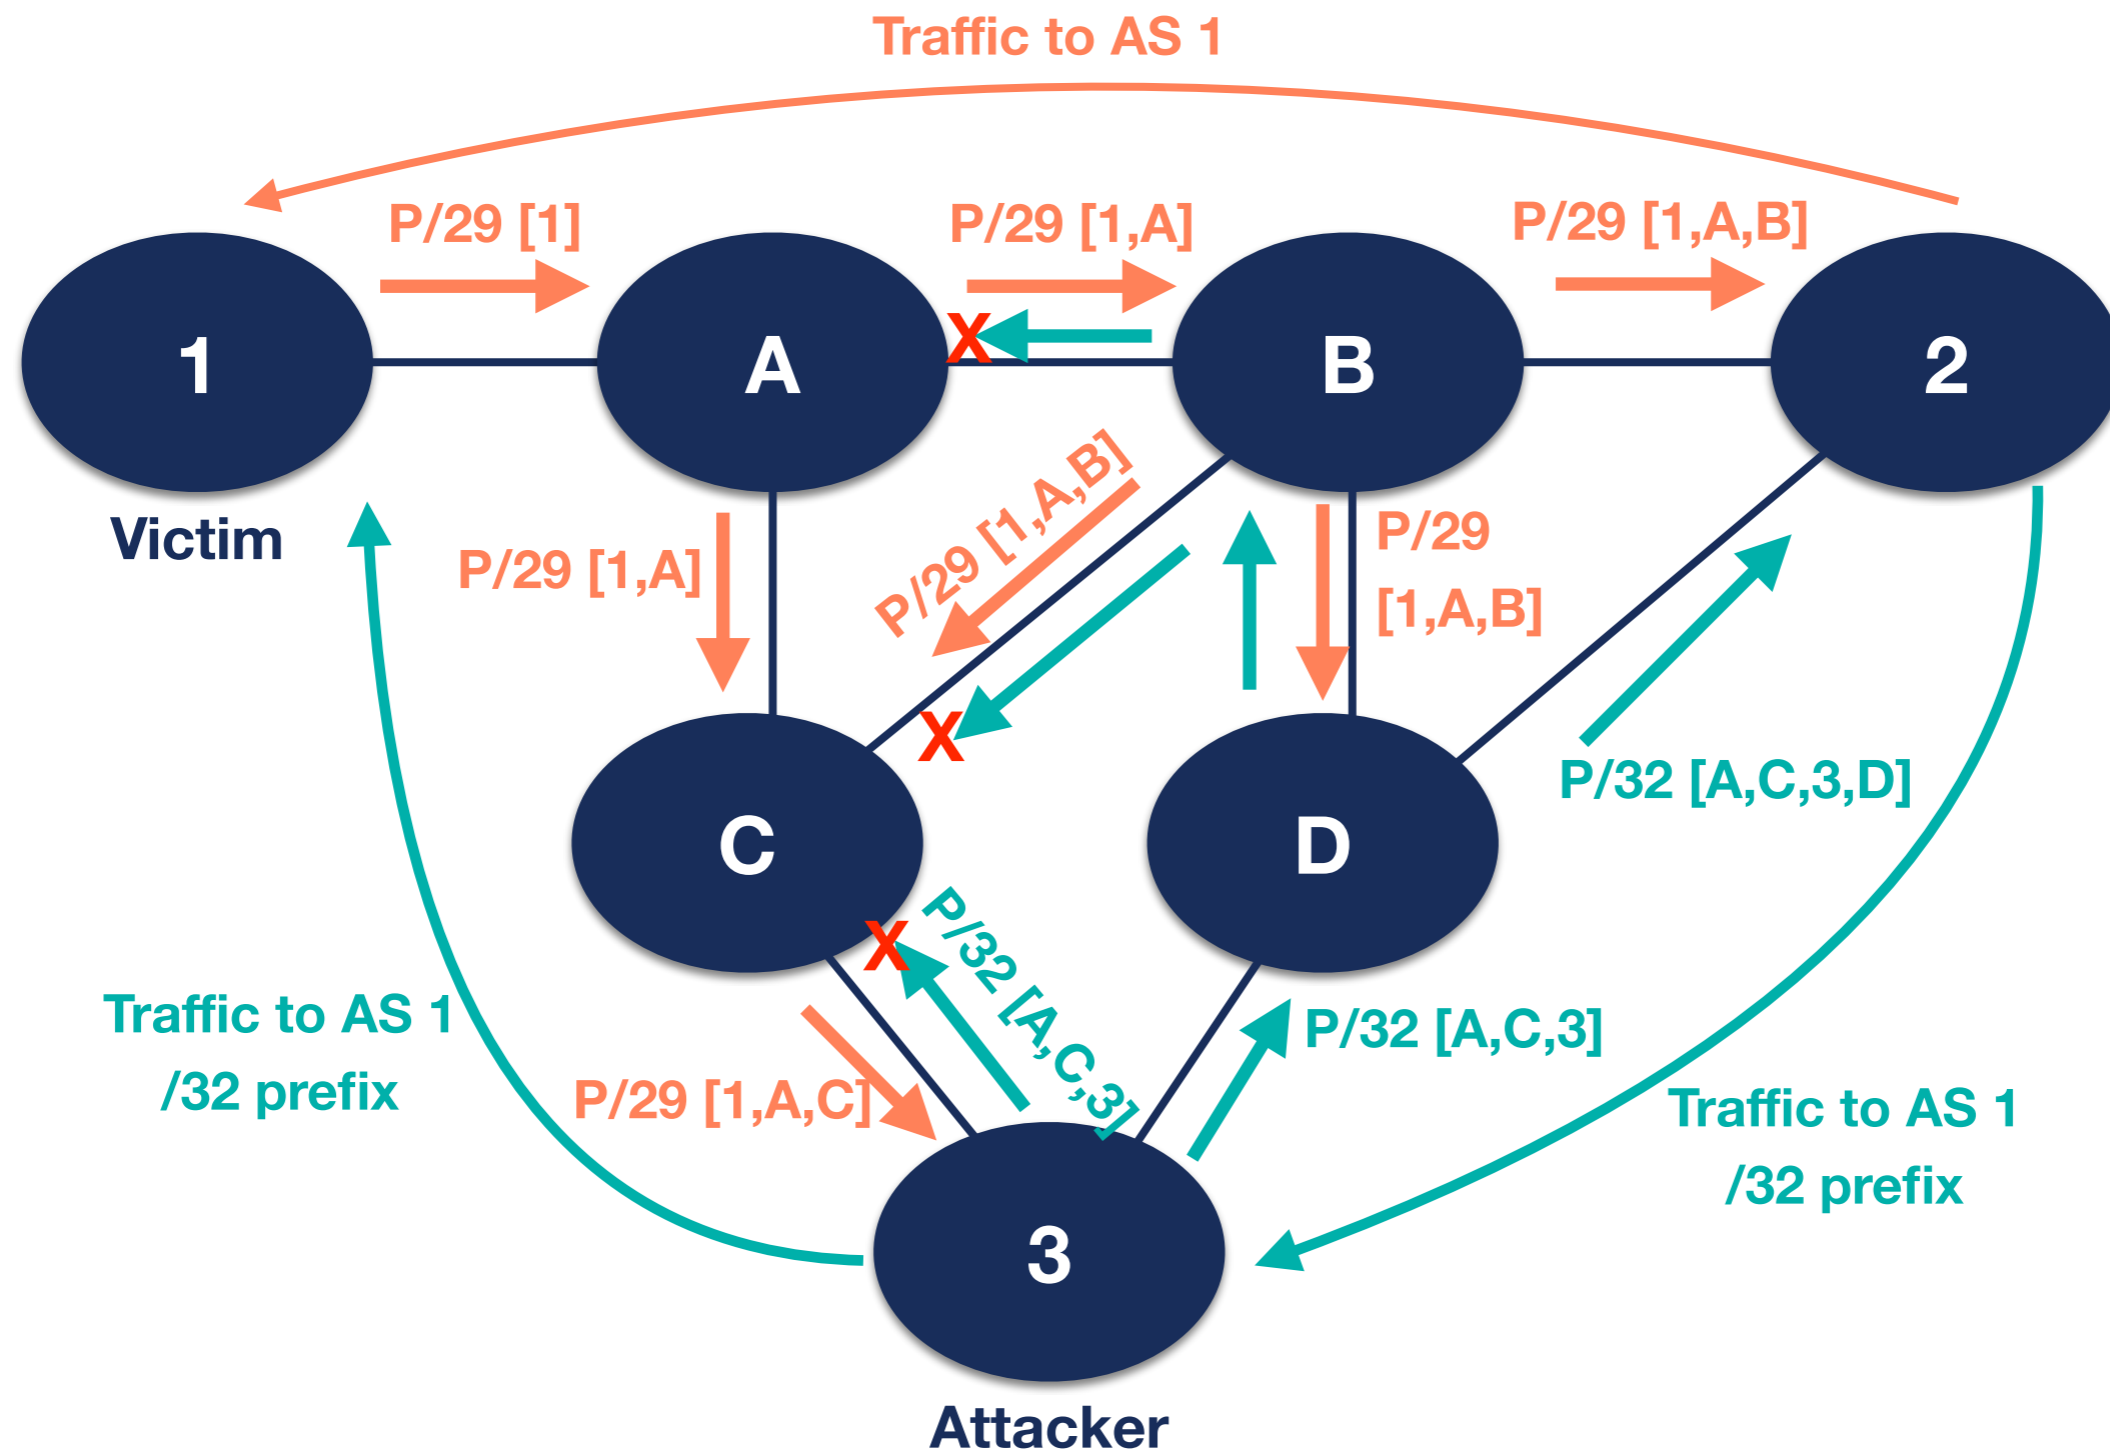 Traffic to AS 1
P/29 [1]
P/29 [1,A]
P/29 [1,A,B]
X
1
A
B
2
Victim
P/29 [1,A]
P/29 [1,A,B]
P/29
[1,A,B]
X
P/32 [A,C,3,D]
C
D
X
P/32 [A,C,3]
Traffic to AS 1
/32 prefix
P/29 [1,A,C]
P/32 [A,C,3]
Traffic to AS 1
/32 prefix
3
Attacker